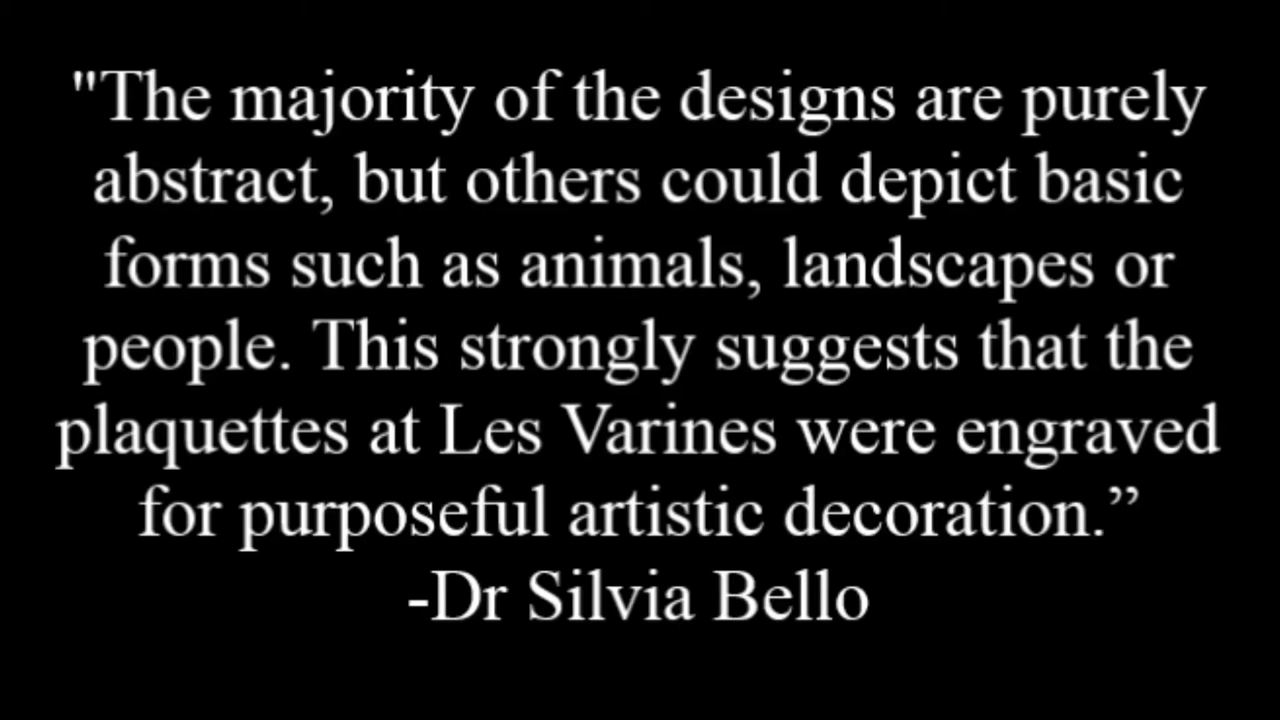 "The majority of the designs are purely
abstract, but others could depict basic
forms such as animals, landscapes or
people. This strongly suggests that the
plaquettes at Les Varines were engraved
for purposeful artistic decoration.”
-Dr Silvia Bello